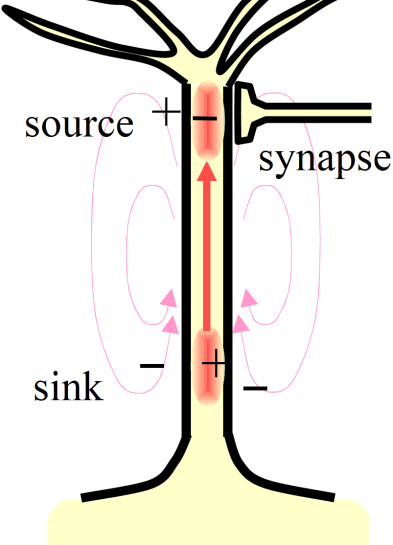 +
source −
synapse
− +
sink −